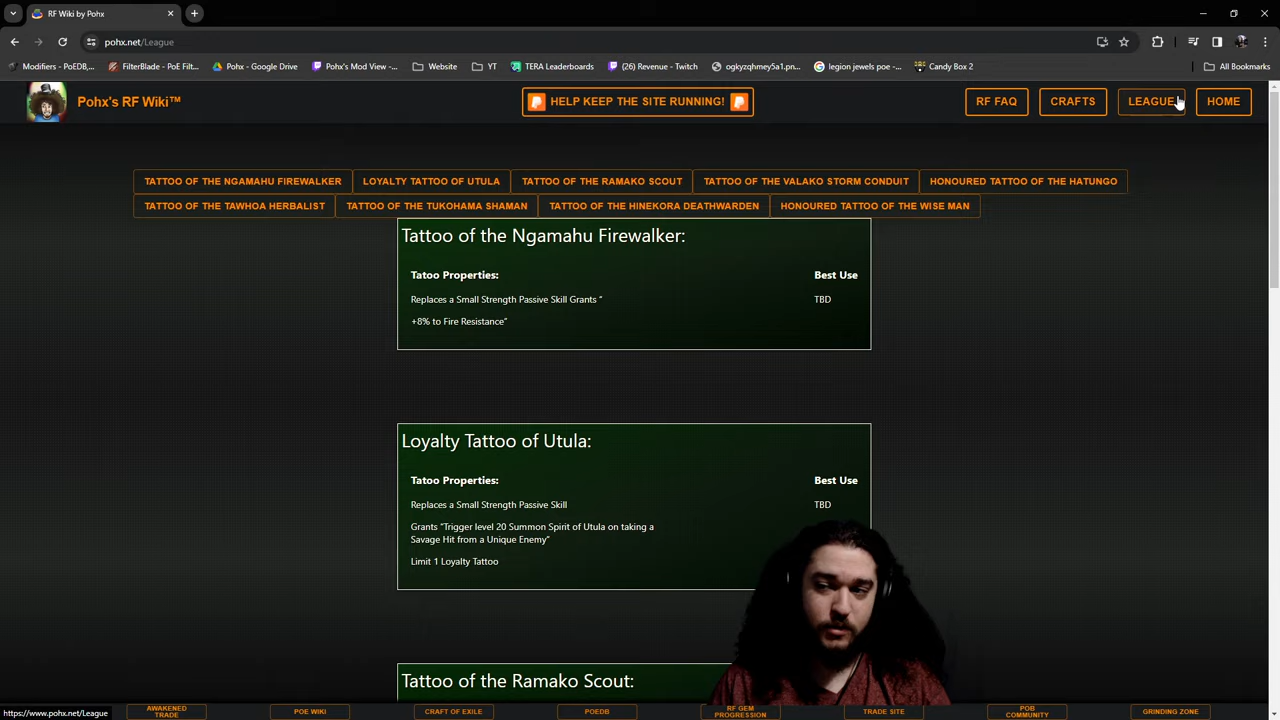 RF Wiki by Pohx
pohx.net/League
Modifiers - PoEDB,...
FilterBlade - PoE Filt...
Pohx - Google Drive
Pohx's Mod View -...
Website
YT
TERA Leaderboards
(26) Revenue - Twitch
ogkyzqhmey5a1.pn...
legion jewels poe -...
Candy Box 2
All Bookmarks
Pohx's RF Wiki™
HELP KEEP THE SITE RUNNING!
RF FAQ
CRAFTS
LEAGUE
HOME
TATTOO OF THE NGAMAHU FIREWALKER
LOYALTY TATTOO OF UTULA
TATTOO OF THE RAMAKO SCOUT
TATTOO OF THE VALAKO STORM CONDUIT
HONOURED TATTOO OF THE HATUNGO
TATTOO OF THE TAWHOA HERBALIST
TATTOO OF THE TUKOHAMA SHAMAN
TATTOO OF THE HINEKORA DEATHWARDEN
HONOURED TATTOO OF THE WISE MAN
Tattoo of the Ngamahu Firewalker:
Tatoo Properties:
Best Use
Replaces a Small Strength Passive Skill Grants "
TBD
+8% to Fire Resistance"
Loyalty Tattoo of Utula:
Tatoo Properties:
Best Use
Replaces a Small Strength Passive Skill
TBD
Grants "Trigger level 20 Summon Spirit of Utula on taking a
Savage Hit from a Unique Enemy"
Limit 1 Loyalty Tattoo
Tattoo of the Ramako Scout:
https://www.pohx.net/League
AWAKENED
TRADE
POE WIKI
CRAFT OF EXILE
POEDB
RF GEM
PROGRESSION
TRADE SITE
POB
COMMUNITY
GRINDING ZONE